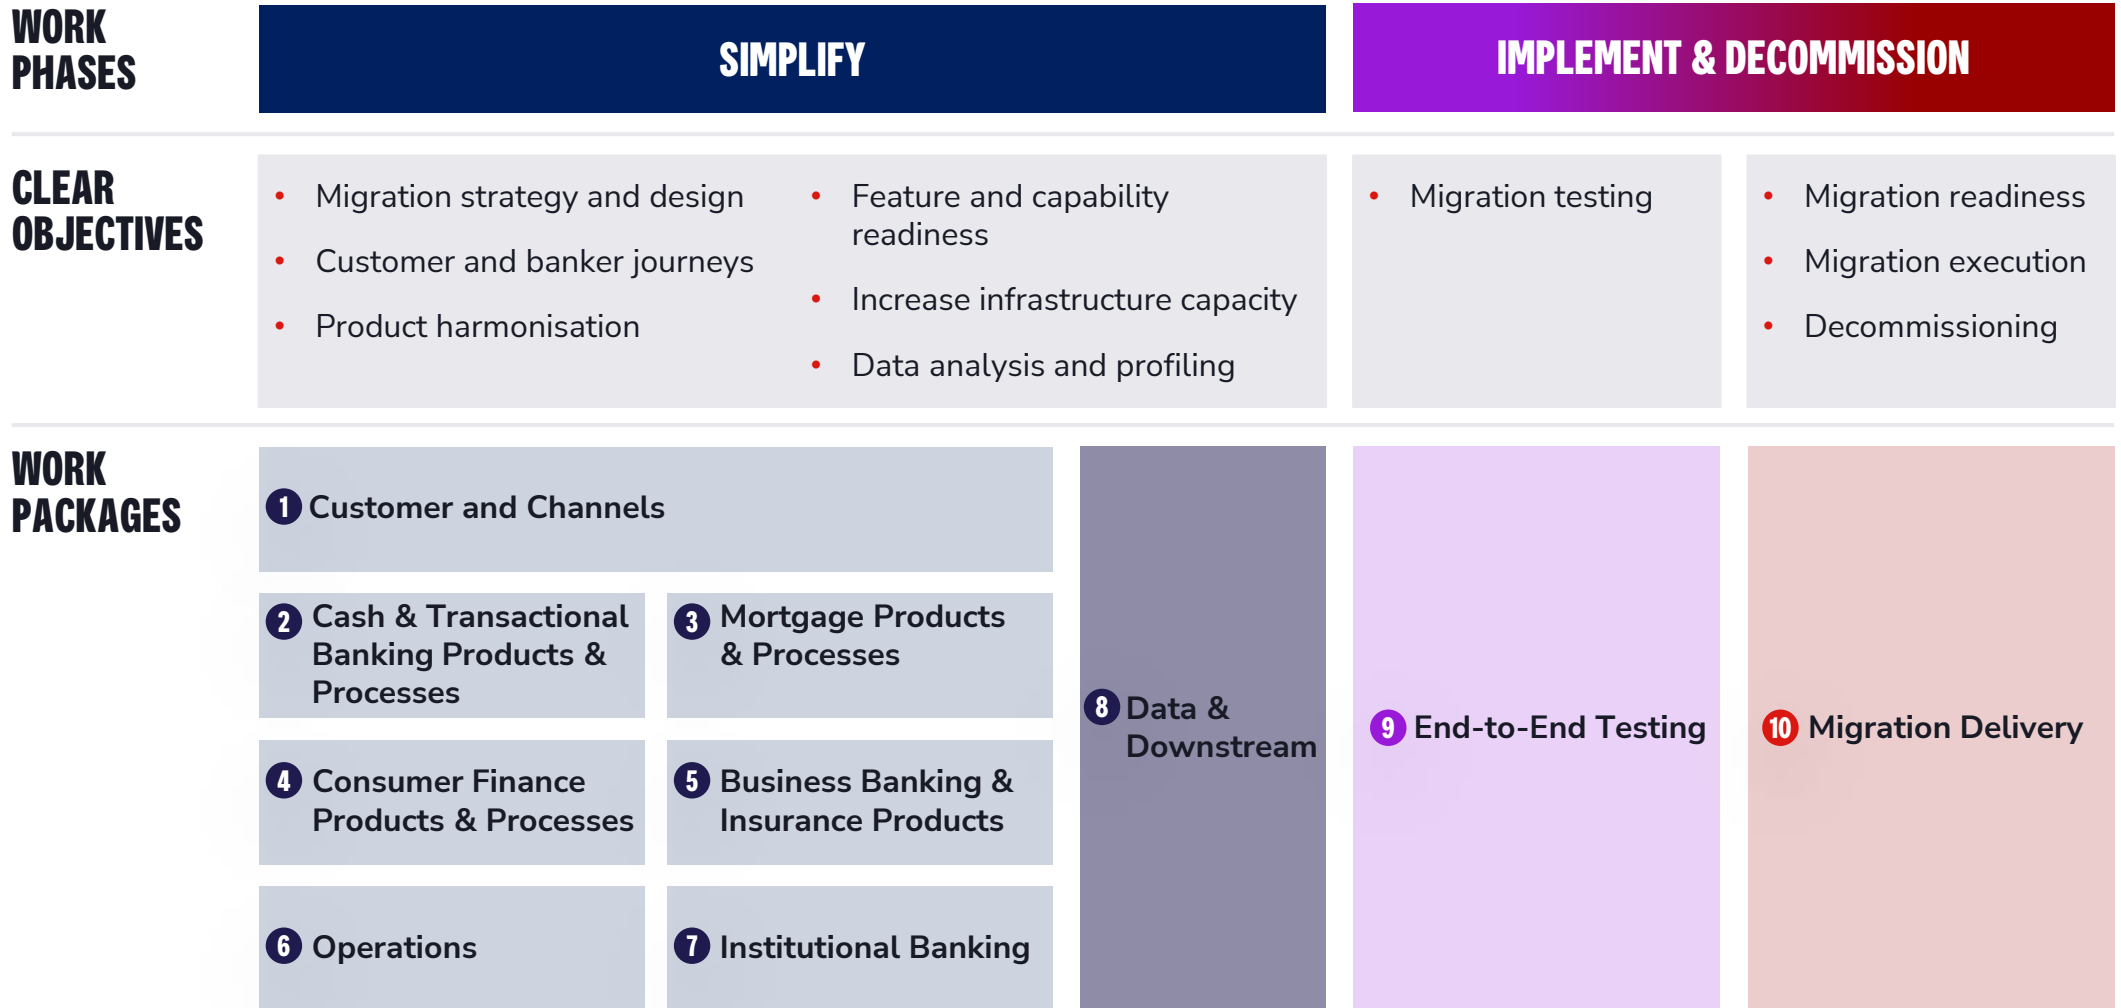 WORK
PHASES
SIMPLIFY
IMPLEMENT & DECOMMISSION
CLEAR
OBJECTIVES
• Migration strategy and design
• Customer and banker journeys
• Product harmonisation
• Feature and capability
readiness
• Increase infrastructure capacity
• Data analysis and profiling
• Migration testing
• Migration readiness
• Migration execution
• Decommissioning
WORK
PACKAGES
1 Customer and Channels
2 Cash & Transactional
Banking Products &
Processes
3 Mortgage Products
& Processes
4 Consumer Finance
Products & Processes
5 Business Banking &
Insurance Products
6 Operations
7 Institutional Banking
8 Data &
Downstream
9 End-to-End Testing
10 Migration Delivery